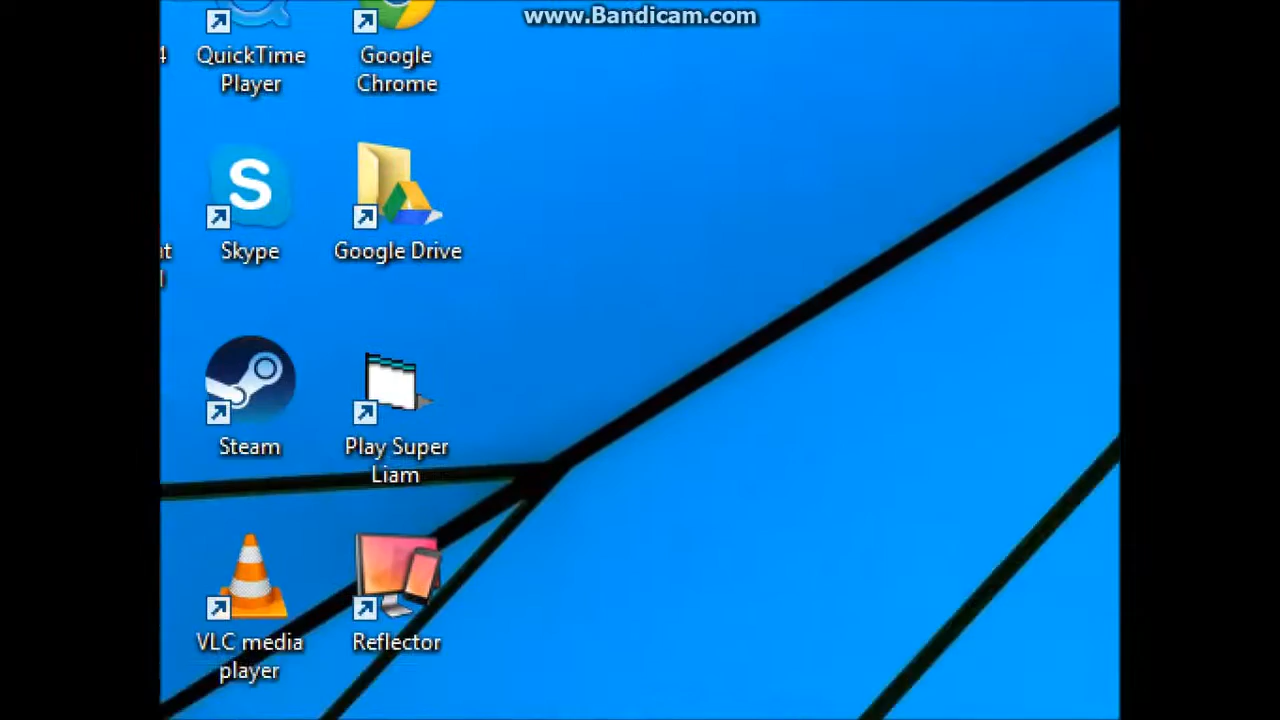 www.Bandicam.com
QuickTime
Player
Google
Chrome
S
Skype
Google Drive
Steam
Play Super
Liam
VLC media
player
Reflector